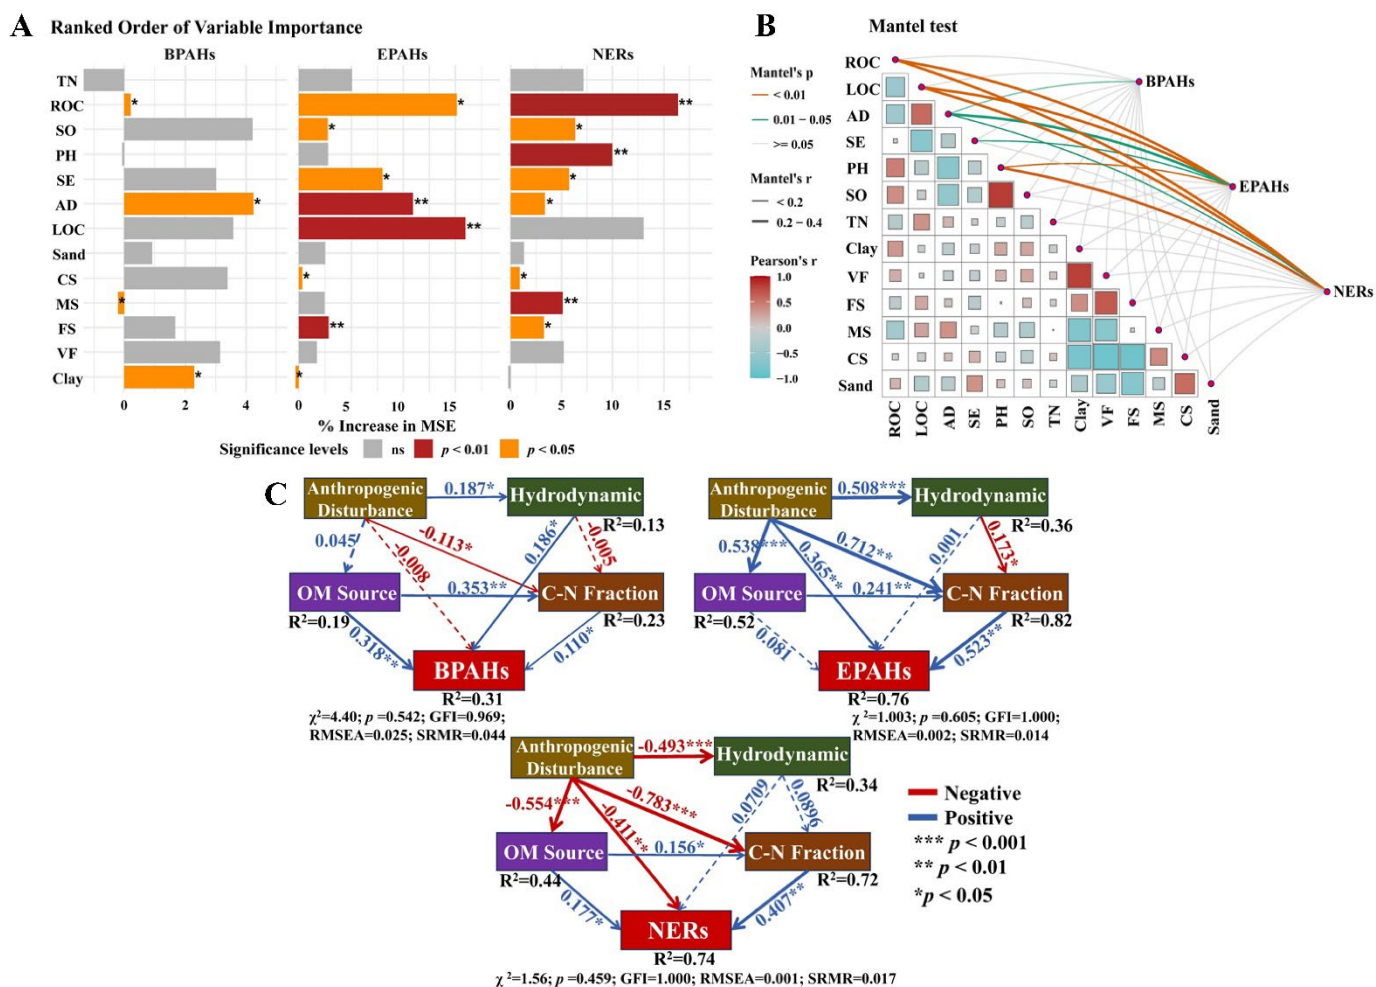 A
Ranked Order of Variable Importance
BPAHs
EPAHs
NERs
TN
ROC
*
*
**
SO
*
*
PH
**
SE
*
*
AD
*
**
*
LOC
**
Sand
CS
*
*
MS
*
**
FS
**
*
VF
Clay
*
*
0
2
4
0
5
10
15
0
5
10
15
% Increase in MSE
Significance levels
ns
p < 0.01
p < 0.05
B
Mantel test
Mantel's p
< 0.01
0.01 − 0.05
>= 0.05
Mantel's r
< 0.2
0.2 − 0.4
Pearson's r
1.0
0.5
0.0
−0.5
−1.0
ROC
LOC
AD
SE
PH
SO
TN
Clay
VF
FS
MS
CS
Sand
ROC
LOC
AD
SE
PH
SO
TN
Clay
VF
FS
MS
CS
Sand
BPAHs
EPAHs
NERs
C
Anthropogenic
Disturbance
0.187*
Hydrodynamic
R²=0.13
0.045
-0.113*
-0.008
0.186*
-0.005
OM Source
R²=0.19
0.353**
C-N Fraction
R²=0.23
0.318**
0.110*
BPAHs
R²=0.31
χ²=4.40; p =0.542; GFI=0.969;
RMSEA=0.025; SRMR=0.044
Anthropogenic
Disturbance
0.508***
Hydrodynamic
R²=0.36
0.538***
0.712**
0.365**
0.001
0.173*
OM Source
R²=0.52
0.241**
C-N Fraction
R²=0.82
0.081
0.523**
EPAHs
R²=0.76
χ²=1.003; p =0.605; GFI=1.000;
RMSEA=0.002; SRMR=0.014
Anthropogenic
Disturbance
-0.493***
Hydrodynamic
R²=0.34
-0.554***
-0.783***
-0.411**
0.0709
0.0896
OM Source
R²=0.44
0.156*
C-N Fraction
R²=0.72
0.177*
0.407**
NERs
R²=0.74
χ²=1.56; p =0.459; GFI=1.000; RMSEA=0.001; SRMR=0.017
Negative
Positive
*** p < 0.001
** p < 0.01
*p < 0.05